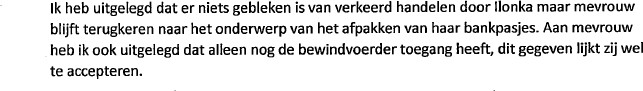 Ik heb uitgelegd dat er niets gebleken is van verkeerd handelen door Ilonka maar mevrouw
blijft terugkeren naar het onderwerp van het afpakken van haar bankpasjes. Aan mevrouw
heb ik ook uitgelegd dat alleen nog de bewindvoerder toegang heeft, dit gegeven lijkt zij wel
te accepteren.